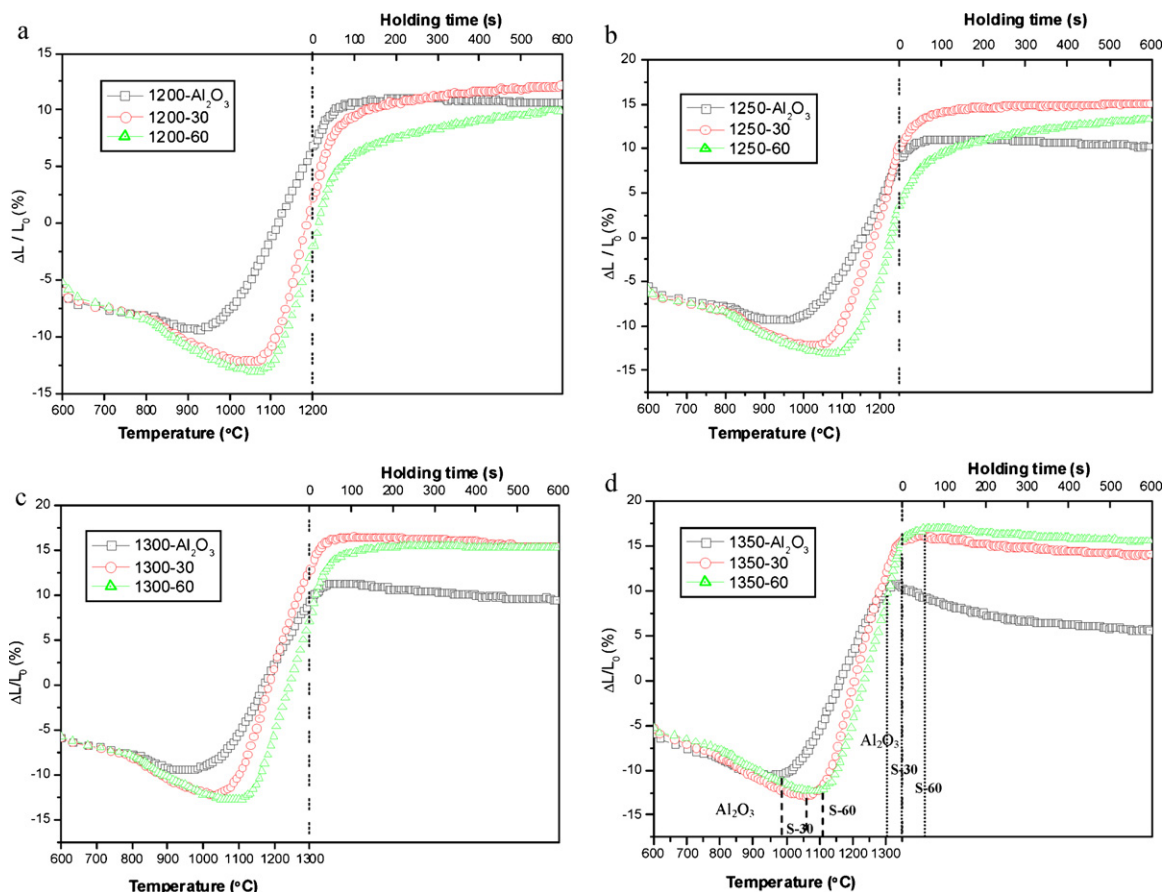 a
Holding time (s)
0 100 200 300 400 500 600
15
10
5
0
-5
-10
-15
ΔL / L₀ (%)
1200-Al₂O₃
1200-30
1200-60
600 700 800 900 1000 1100 1200
Temperature (°C)
b
Holding time (s)
0 100 200 300 400 500 600
25
20
15
10
5
0
-5
-10
-15
ΔL / L₀ (%)
1250-Al₂O₃
1250-30
1250-60
600 700 800 900 1000 1100 1200
Temperature (°C)
c
Holding time (s)
0 100 200 300 400 500 600
20
15
10
5
0
-5
-10
-15
ΔL/L₀ (%)
1300-Al₂O₃
1300-30
1300-60
600 700 800 900 1000 1100 1200 1300
Temperature (°C)
d
Holding time (s)
0 100 200 300 400 500 600
20
15
10
5
0
-5
-10
-15
ΔL/L₀ (%)
1350-Al₂O₃
1350-30
1350-60
Al₂O₃
S-30
S-60
Al₂O₃
S-30
S-60
600 700 800 900 1000 1100 1200 1300
Temperature (°C)